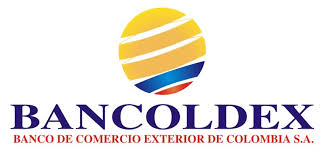 BANCOLDEX
BANCO DE COMERCIO EXTERIOR DE COLOMBIA S.A.